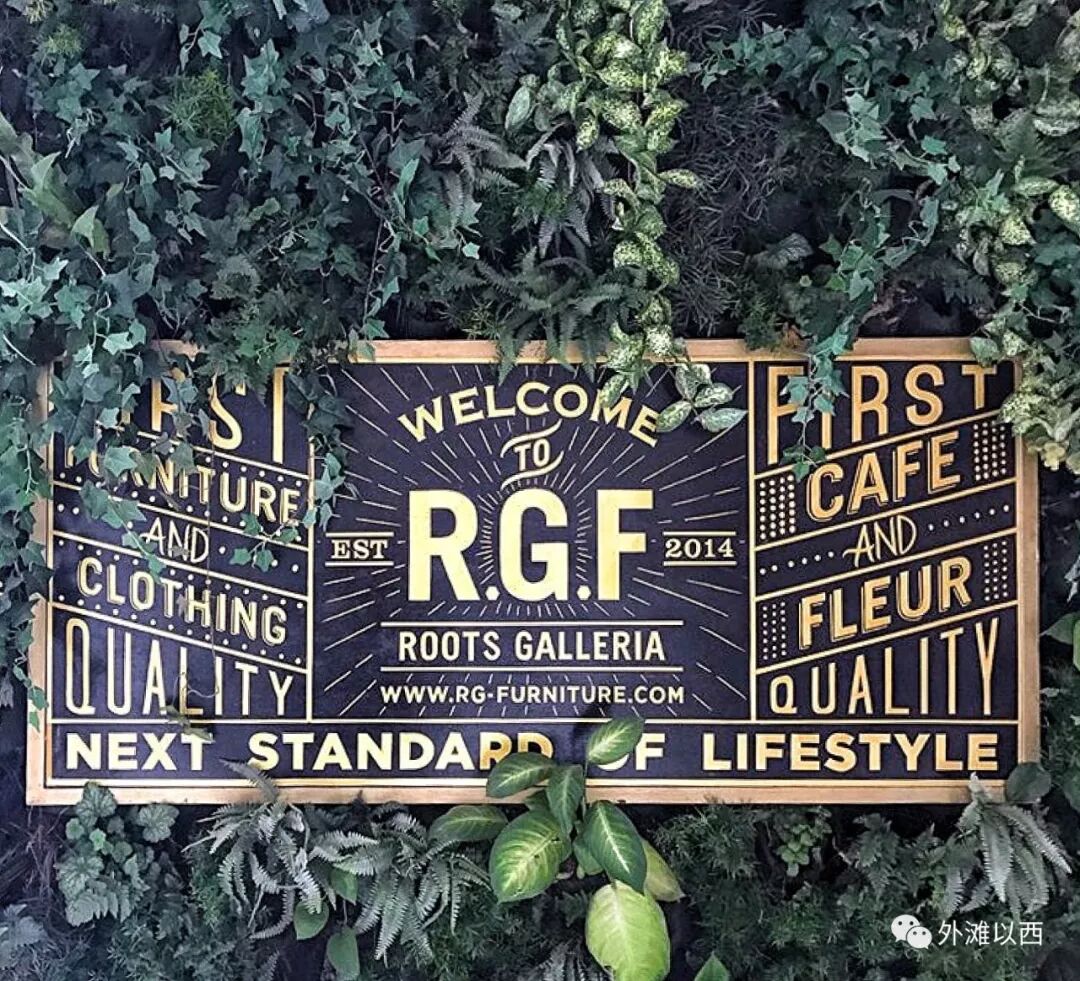 FIRST
FURNITURE
AND
CLOTHING
QUALITY
WELCOME
TO
R.G.F
EST
2014
ROOTS GALLERIA
WWW.RG-FURNITURE.COM
FIRST
CAFE
AND
FLEUR
QUALITY
NEXT STANDARD OF LIFESTYLE
外滩以西